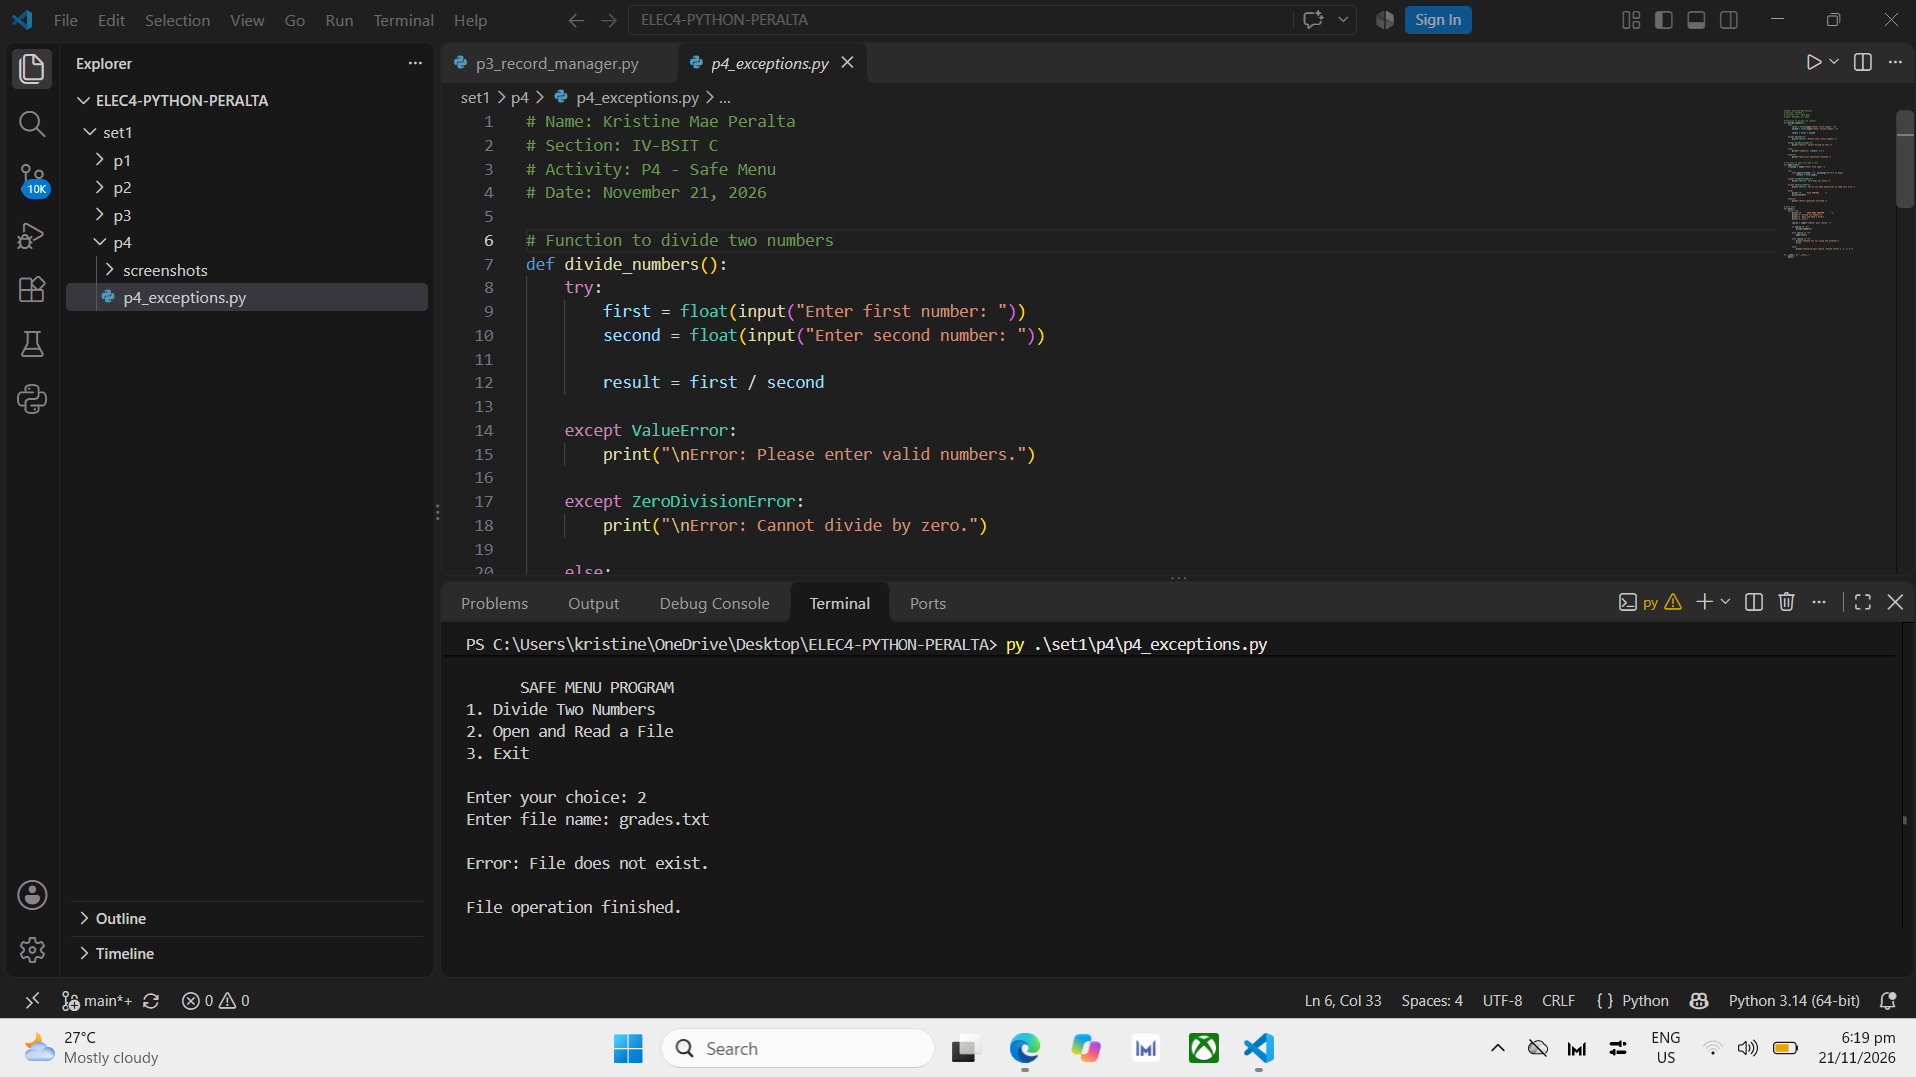 File Edit Selection View Go Run Terminal Help
ELEC4-PYTHON-PERALTA
Sign In
Explorer
ELEC4-PYTHON-PERALTA
set1
p1
p2
p3
p4
screenshots
p4_exceptions.py
10K
Outline
Timeline
p3_record_manager.py
p4_exceptions.py
set1 > p4 > p4_exceptions.py > ...
1 # Name: Kristine Mae Peralta
2 # Section: IV-BSIT C
3 # Activity: P4 - Safe Menu
4 # Date: November 21, 2026
5
6 # Function to divide two numbers
7 def divide_numbers():
8 try:
9 first = float(input("Enter first number: "))
10 second = float(input("Enter second number: "))
11
12 result = first / second
13
14 except ValueError:
15 print("\nError: Please enter valid numbers.")
16
17 except ZeroDivisionError:
18 print("\nError: Cannot divide by zero.")
19
20 else:
Problems Output Debug Console Terminal Ports
py
PS C:\Users\kristine\OneDrive\Desktop\ELEC4-PYTHON-PERALTA> py .\set1\p4\p4_exceptions.py
SAFE MENU PROGRAM
1. Divide Two Numbers
2. Open and Read a File
3. Exit
Enter your choice: 2
Enter file name: grades.txt
Error: File does not exist.
File operation finished.
main*+ 0 0
Ln 6, Col 33 Spaces: 4 UTF-8 CRLF { } Python Python 3.14 (64-bit)
27°C
Mostly cloudy
Search
ENG
US
6:19 pm
21/11/2026